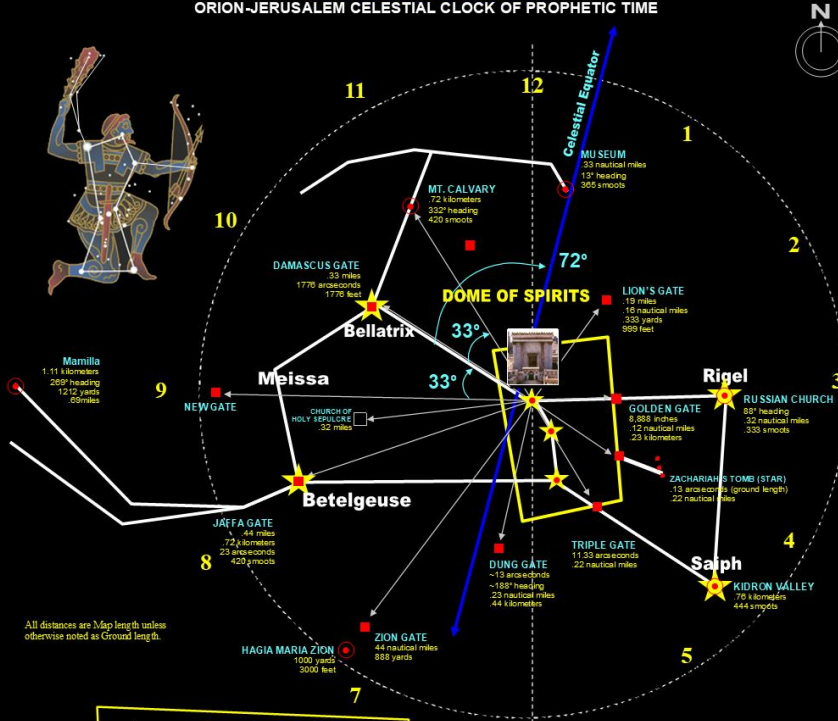 ORION-JERUSALEM CELESTIAL CLOCK OF PROPHETIC TIME
N
12
11
1
Celestial Equator
MUSEUM
.33 nautical miles
13° heading
365 smoots
MT. CALVARY
.72 kilometers
332° heading
420 smoots
10
2
72°
DAMASCUS GATE
.33 miles
1776 arcseconds
1776 feet
DOME OF SPIRITS
LION'S GATE
.19 miles
.16 nautical miles
.333 yards
999 feet
Bellatrix
33°
33°
Mamilla
1.11 kilometers
269° heading
1212 yards
.69miles
Meissa
9
NEW GATE
CHURCH OF
HOLY SEPULCRE
.32 miles
Rigel
3
RUSSIAN CHURCH
88° heading
.32 nautical miles
.333 smoots
GOLDEN GATE
8,888 inches
.12 nautical miles
.23 kilometers
ZACHARIAH'S TOMB (STAR)
.13 arcseconds (ground length)
.22 nautical miles
Betelgeuse
JAFFA GATE
.44 miles
.72 kilometers
23 arcseconds
420 smoots
8
4
TRIPLE GATE
11.33 arcseconds
.22 nautical miles
DUNG GATE
~13 arcseconds
~188° heading
.23 nautical miles
.44 kilometers
Saiph
KIDRON VALLEY
.76 kilometers
444 smoots
All distances are Map length unless
otherwise noted as Ground length.
ZION GATE
44 nautical miles
888 yards
HAGIA MARIA ZION
1000 yards
3000 feet
5
7